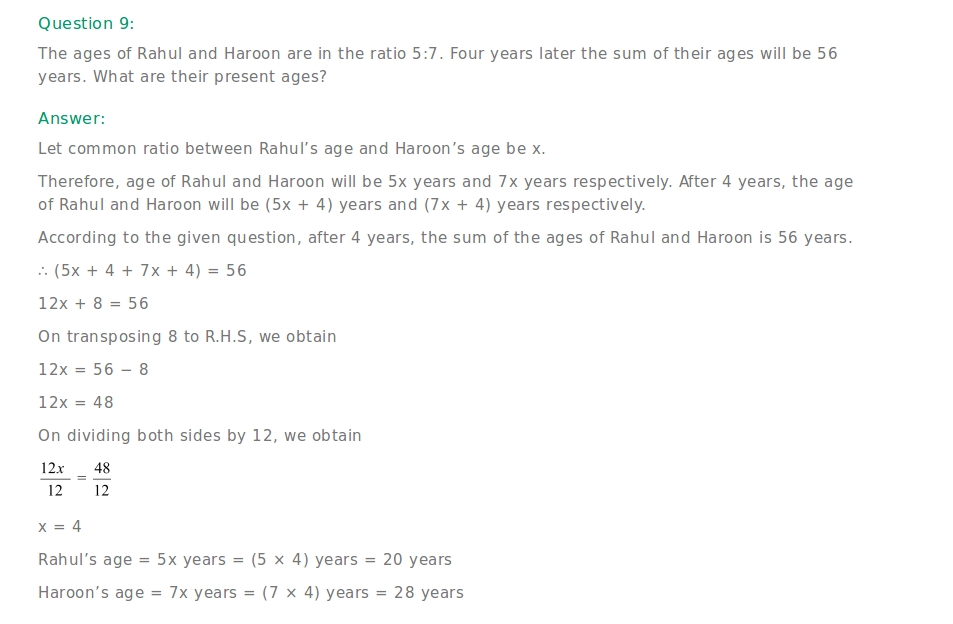 Question 9:
The ages of Rahul and Haroon are in the ratio 5:7. Four years later the sum of their ages will be 56
years. What are their present ages?
Answer:
Let common ratio between Rahul’s age and Haroon’s age be x.
Therefore, age of Rahul and Haroon will be 5x years and 7x years respectively. After 4 years, the age
of Rahul and Haroon will be (5x + 4) years and (7x + 4) years respectively.
According to the given question, after 4 years, the sum of the ages of Rahul and Haroon is 56 years.
∴ (5x + 4 + 7x + 4) = 56
12x + 8 = 56
On transposing 8 to R.H.S, we obtain
12x = 56 − 8
12x = 48
On dividing both sides by 12, we obtain
12x/12 = 48/12
x = 4
Rahul’s age = 5x years = (5 × 4) years = 20 years
Haroon’s age = 7x years = (7 × 4) years = 28 years